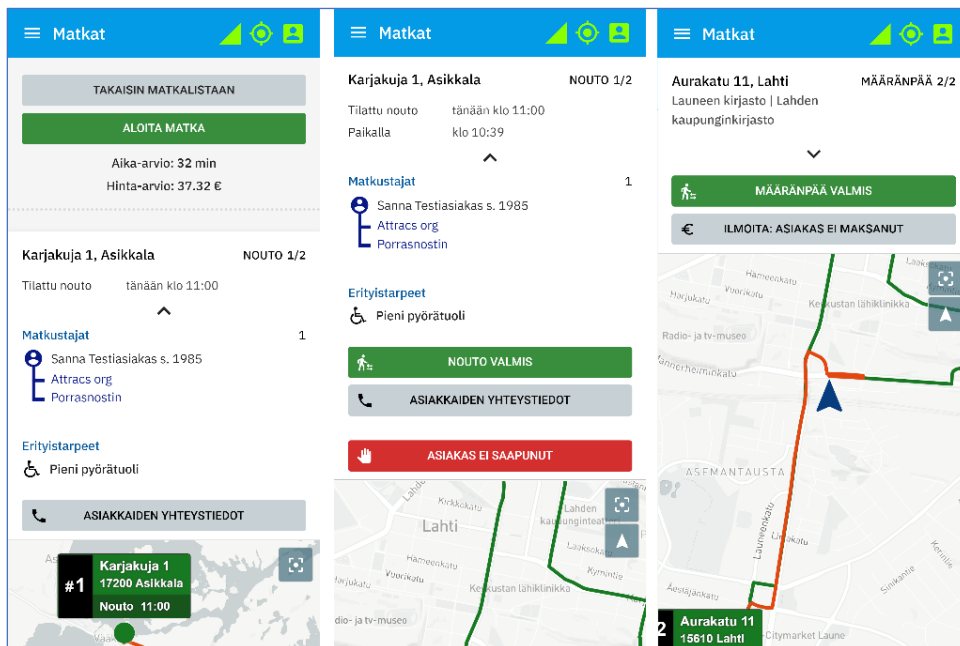 Matkat
TAKAISIN MATKALISTAAN
ALOITA MATKA
Aika-arvio: 32 min
Hinta-arvio: 37.32 €
Karjakuja 1, Asikkala NOUTO 1/2
Tilattu nouto tänään klo 11:00
Matkustajat 1
Sanna Testiasiakas s. 1985
Attracs org
Porrasnostin
Erityistarpeet
Pieni pyörätuoli
ASIAKKAIDEN YHTEYSTIEDOT
#1
Karjakuja 1
17200 Asikkala
Nouto 11:00
Matkat
Karjakuja 1, Asikkala NOUTO 1/2
Tilattu nouto tänään klo 11:00
Paikalla klo 10:39
Matkustajat 1
Sanna Testiasiakas s. 1985
Attracs org
Porrasnostin
Erityistarpeet
Pieni pyörätuoli
NOUTO VALMIS
ASIAKKAIDEN YHTEYSTIEDOT
ASIAKAS EI SAAPUNUT
Kirkkokatu
Lahti
Lahden
Hämeenkatu
Vuorikatu
Keskustan lähiklinikka
Matkat
Aurakatu 11, Lahti MÄÄRÄNPÄÄ 2/2
Launeen kirjasto | Lahden
kaupunginkirjasto
MÄÄRÄNPÄÄ VALMIS
€ ILMOITA: ASIAKAS EI MAKSANUT
Hämeenkatu
Vuorikatu
Harjukatu
Keskustan lähiklinikka
Radio- ja tv-museo
ASEMANTAUSTA
Launeenkatu
Citymarket Laune
2
Aurakatu 11
15610 Lahti